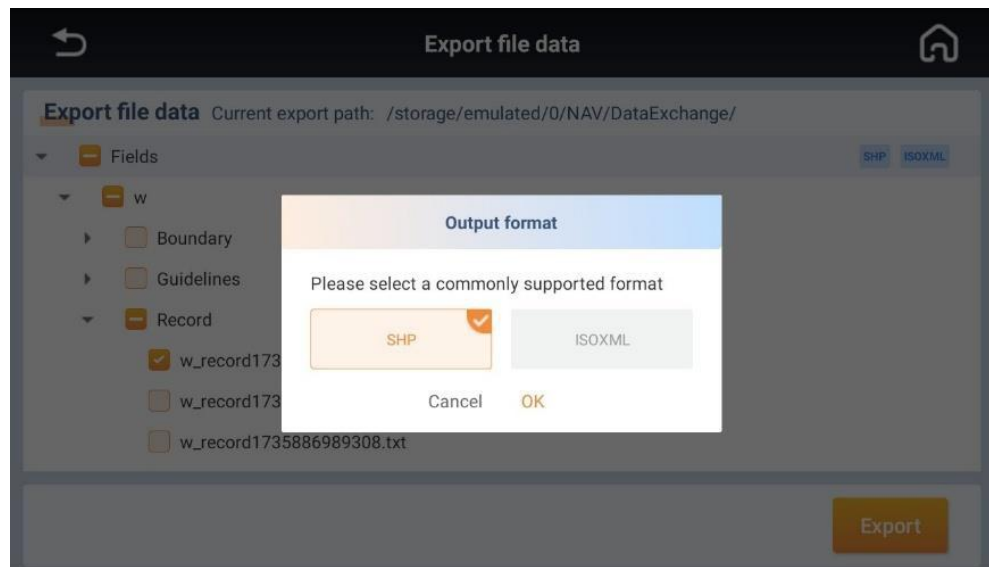 Export file data
Export file data Current export path: /storage/emulated/0/NAV/DataExchange/
Fields SHP ISOXML
w
Output format
Boundary
Guidelines
Please select a commonly supported format
Record
SHP ISOXML
w_record173
w_record173
Cancel OK
w_record1735886989308.txt
Export